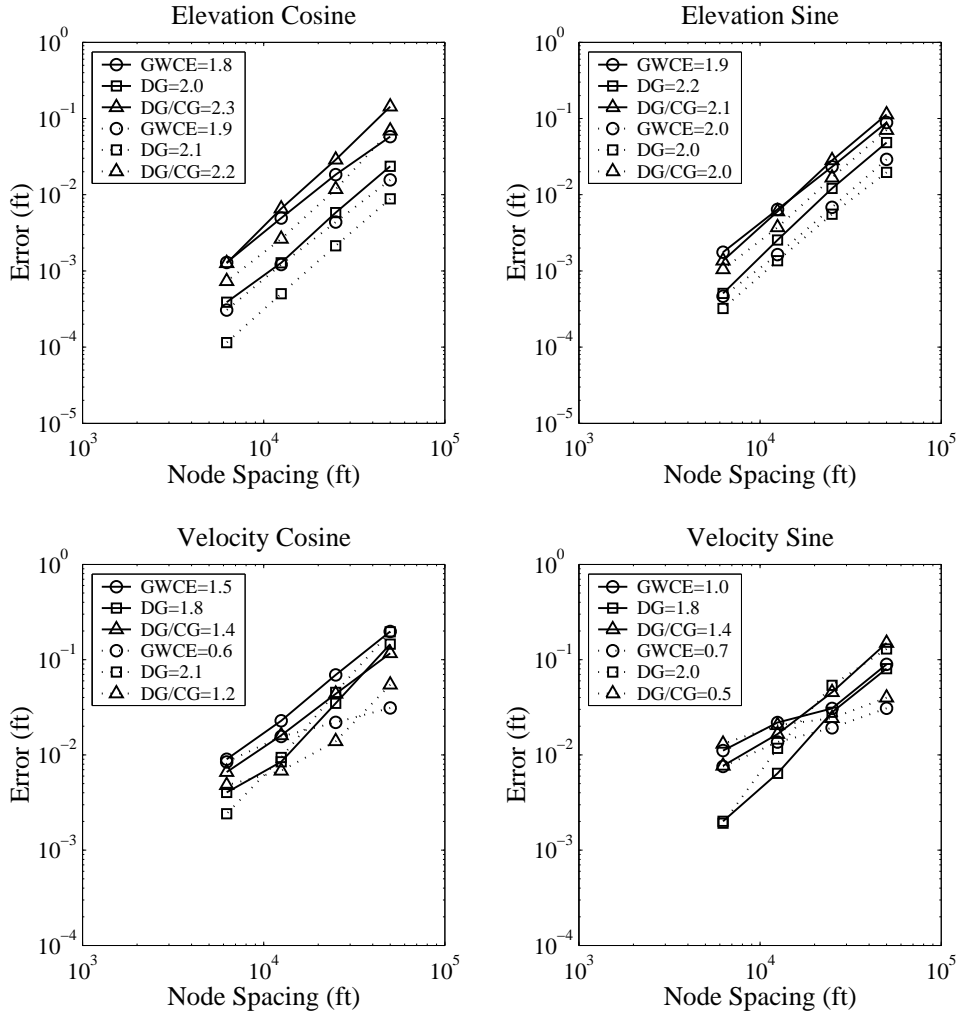 Elevation Cosine
10^0
10^-1
10^-2
10^-3
10^-4
10^-5
Error (ft)
GWCE=1.8
DG=2.0
DG/CG=2.3
GWCE=1.9
DG=2.1
DG/CG=2.2
10^3
10^4
10^5
Node Spacing (ft)
Elevation Sine
10^0
10^-1
10^-2
10^-3
10^-4
10^-5
Error (ft)
GWCE=1.9
DG=2.2
DG/CG=2.1
GWCE=2.0
DG=2.0
DG/CG=2.0
10^3
10^4
10^5
Node Spacing (ft)
Velocity Cosine
10^0
10^-1
10^-2
10^-3
10^-4
Error (ft)
GWCE=1.5
DG=1.8
DG/CG=1.4
GWCE=0.6
DG=2.1
DG/CG=1.2
10^3
10^4
10^5
Node Spacing (ft)
Velocity Sine
10^0
10^-1
10^-2
10^-3
10^-4
Error (ft)
GWCE=1.0
DG=1.8
DG/CG=1.4
GWCE=0.7
DG=2.0
DG/CG=0.5
10^3
10^4
10^5
Node Spacing (ft)